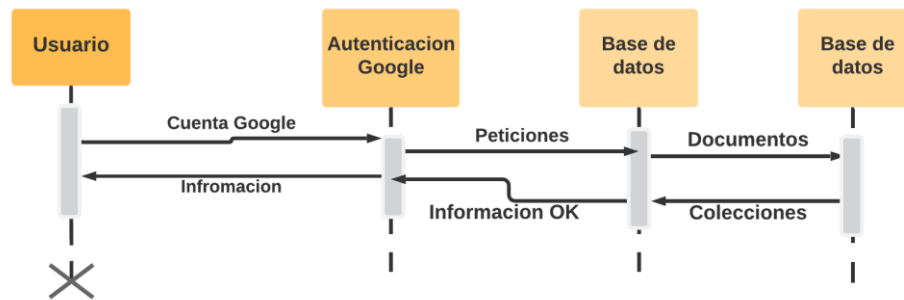 Usuario
Autenticacion
Google
Base de
datos
Base de
datos
Cuenta Google
Peticiones
Documentos
Infromacion
Informacion OK
Colecciones